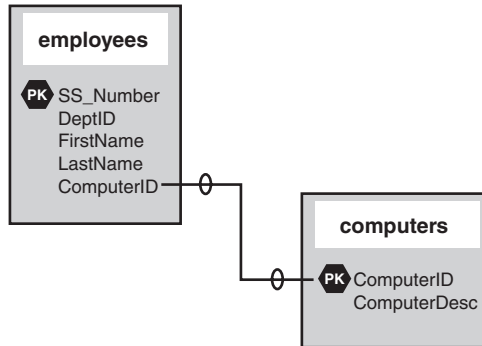 employees
PK SS_Number
DeptID
FirstName
LastName
ComputerID
computers
PK ComputerID
ComputerDesc